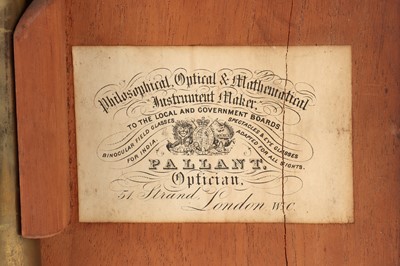 Philosophical, Optical & Mathematical
Instrument Maker,
TO THE LOCAL AND GOVERNMENT BOARDS
BINOCULAR FIELD GLASSES
FOR INDIA.
SPECTACLES & EYE GLASSES
ADAPTED FOR ALL SIGHTS.
PALLANT.
Optician.
51 Strand, London W.C.